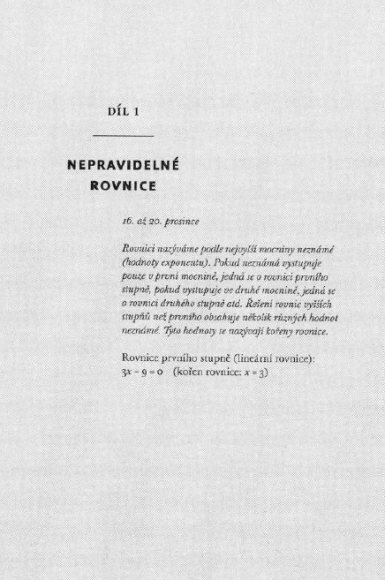 DÍL 1
NEPRAVIDELNÉ
ROVNICE
16. až 20. prosince
Rovnici nazýváme podle nejvyšší mocniny neznámé
(hodnoty exponentu). Pokud neznámá vystupuje
pouze v první mocnině, jedná se o rovnici prvního
stupně, pokud vystupuje ve druhé mocnině, jedná se
o rovnici druhého stupně atd. Řešení rovnic vyšších
stupňů než prvního obsahuje několik různých hodnot
neznámé. Tyto hodnoty se nazývají kořeny rovnice.
Rovnice prvního stupně (lineární rovnice):
3x – 9 = 0 (kořen rovnice: x = 3)